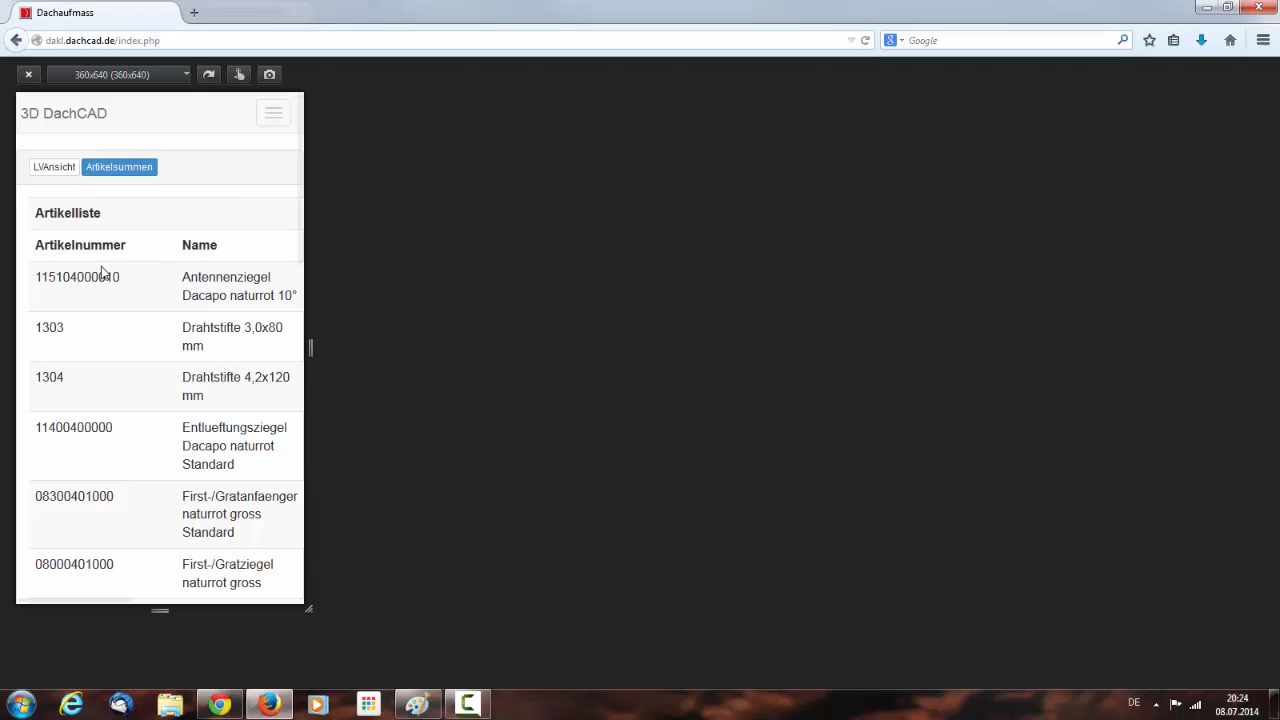 Dachaufmass
dakl.dachcad.de/index.php
Google
360x640 (360x640)
3D DachCAD
LVAnsicht Artikelsummen
Artikelliste
Artikelnummer Name
Antennenziegel
Dacapo naturrot 10°
1303 Drahtstifte 3,0x80
mm
1304 Drahtstifte 4,2x120
mm
11400400000 Entlueftungsziegel
Dacapo naturrot
Standard
08300401000 First-/Gratanfaenger
naturrot gross
Standard
08000401000 First-/Gratziegel
naturrot gross
DE
20:24
08.07.2014